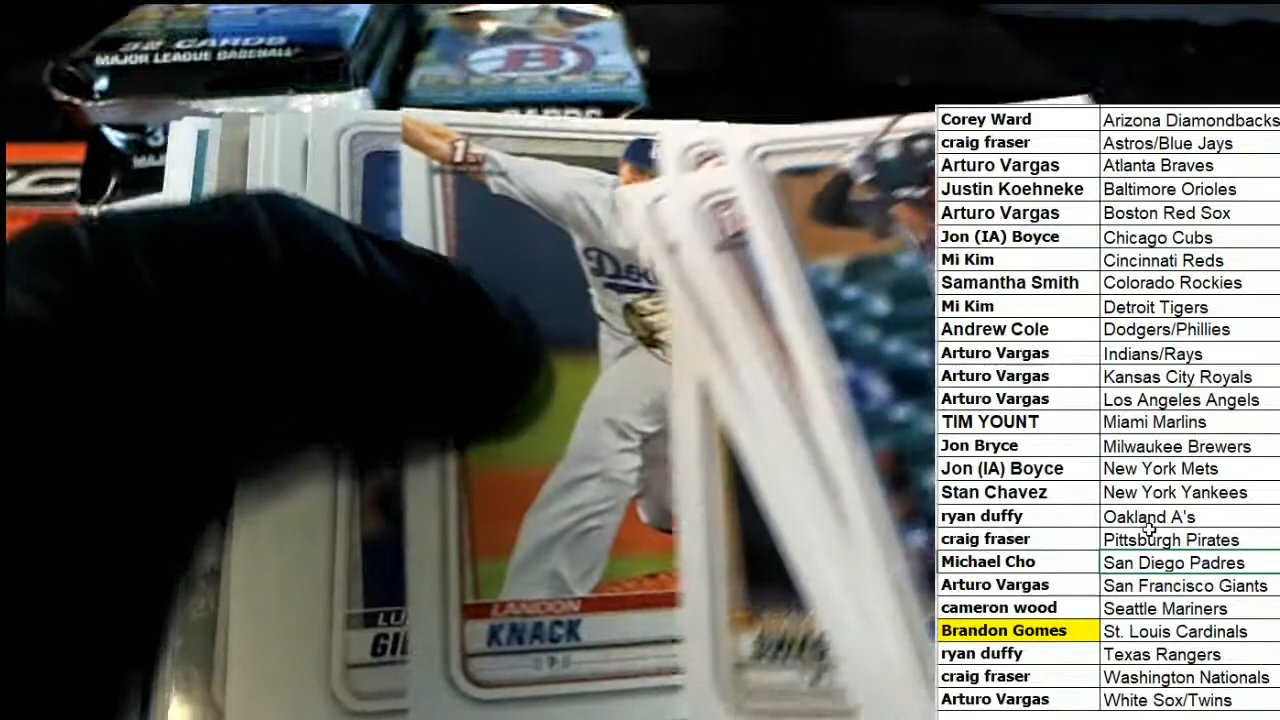 32 CARDS
MAJOR LEAGUE BASEBALL
B
CARDS
1st
Do
LU
GI
LANDON
KNACK
P
Corey Ward Arizona Diamondbacks
craig fraser Astros/Blue Jays
Arturo Vargas Atlanta Braves
Justin Koehneke Baltimore Orioles
Arturo Vargas Boston Red Sox
Jon (IA) Boyce Chicago Cubs
Mi Kim Cincinnati Reds
Samantha Smith Colorado Rockies
Mi Kim Detroit Tigers
Andrew Cole Dodgers/Phillies
Arturo Vargas Indians/Rays
Arturo Vargas Kansas City Royals
Arturo Vargas Los Angeles Angels
TIM YOUNT Miami Marlins
Jon Bryce Milwaukee Brewers
Jon (IA) Boyce New York Mets
Stan Chavez New York Yankees
ryan duffy Oakland A's
craig fraser Pittsburgh Pirates
Michael Cho San Diego Padres
Arturo Vargas San Francisco Giants
cameron wood Seattle Mariners
Brandon Gomes St. Louis Cardinals
ryan duffy Texas Rangers
craig fraser Washington Nationals
Arturo Vargas White Sox/Twins